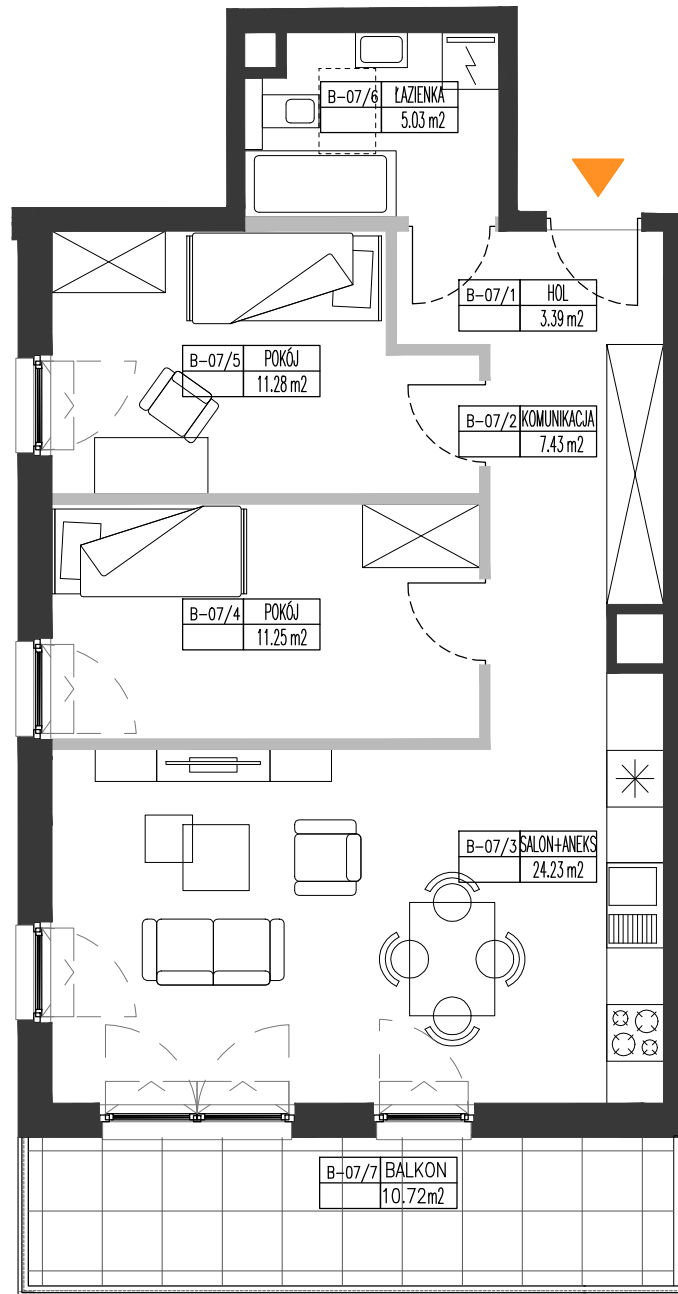 B-07/6 ŁAZIENKA
5.03 m2
B-07/1 HOL
3.39 m2
B-07/5 POKÓJ
11.28 m2
B-07/2 KOMUNIKACJA
7.43 m2
B-07/4 POKÓJ
11.25 m2
B-07/3 SALON+ANEKS
24.23 m2
B-07/7 BALKON
10.72m2